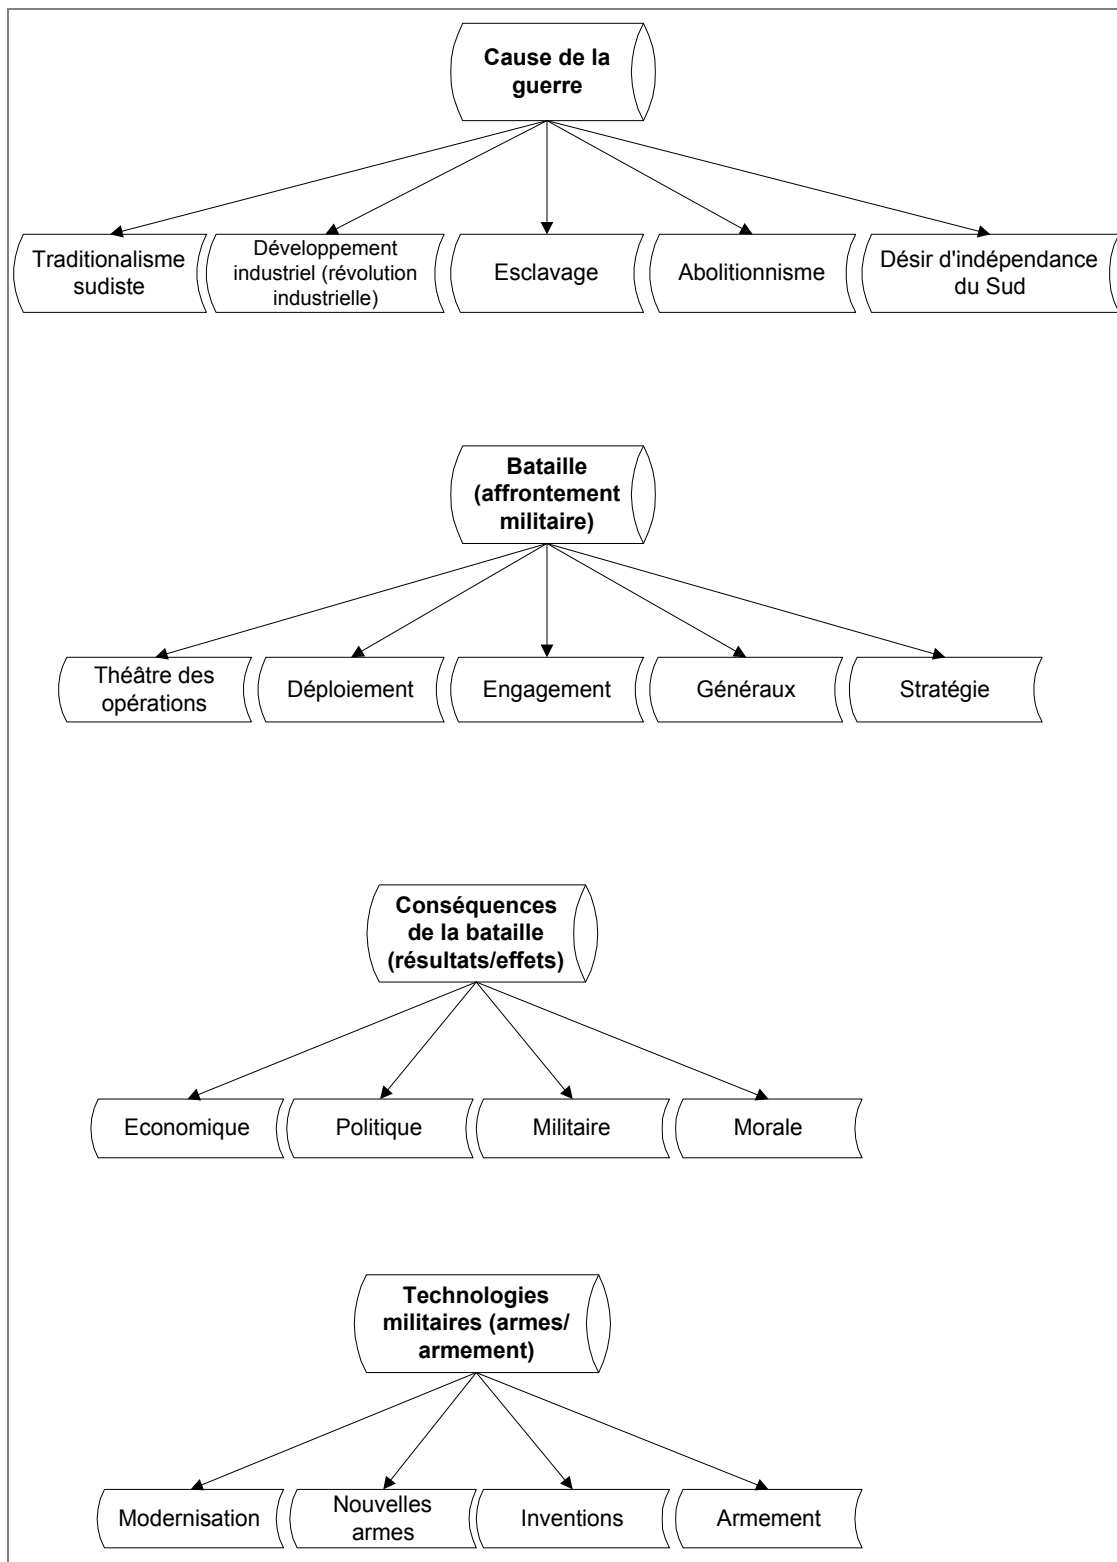 Cause de la
guerre
Traditionalisme
sudiste
Développement
industriel (révolution
industrielle)
Esclavage
Abolitionnisme
Désir d'indépendance
du Sud
Bataille
(affrontement
militaire)
Théâtre des
opérations
Déploiement
Engagement
Généraux
Stratégie
Conséquences
de la bataille
(résultats/effets)
Economique
Politique
Militaire
Morale
Technologies
militaires (armes/
armement)
Modernisation
Nouvelles
armes
Inventions
Armement